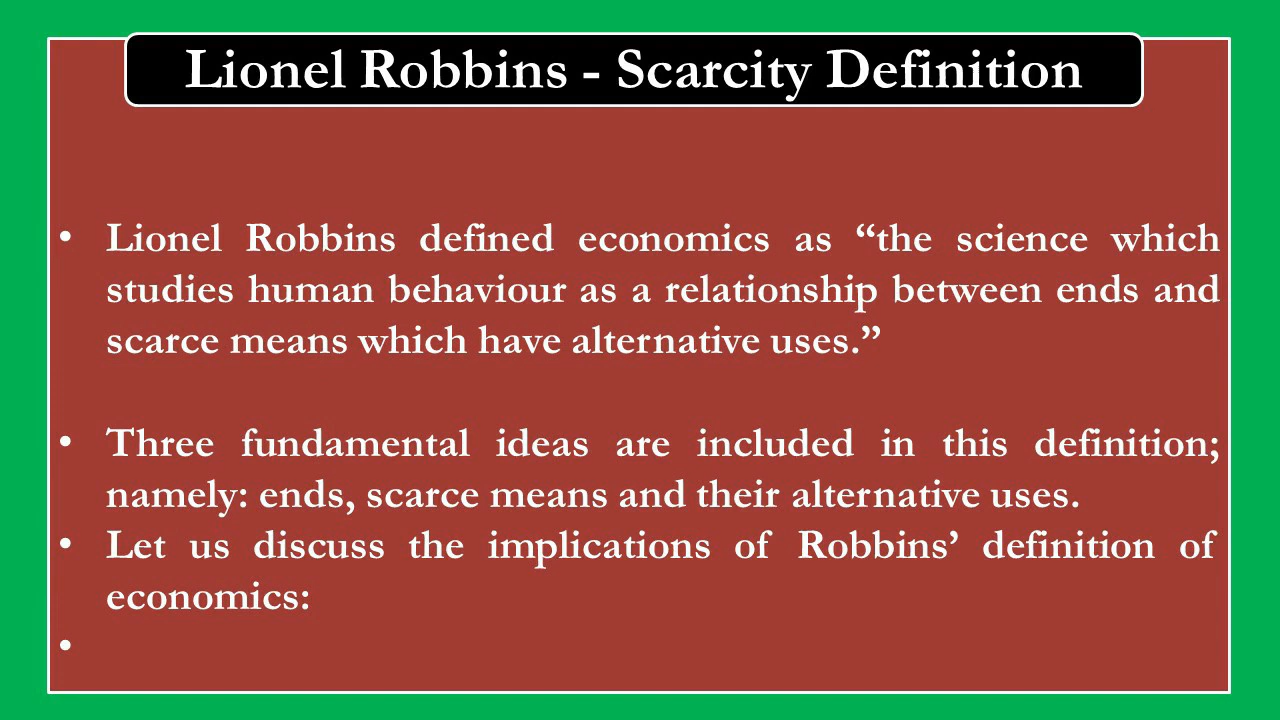 Lionel Robbins - Scarcity Definition
• Lionel Robbins defined economics as “the science which
studies human behaviour as a relationship between ends and
scarce means which have alternative uses.”
• Three fundamental ideas are included in this definition;
namely: ends, scarce means and their alternative uses.
• Let us discuss the implications of Robbins’ definition of
economics:
•